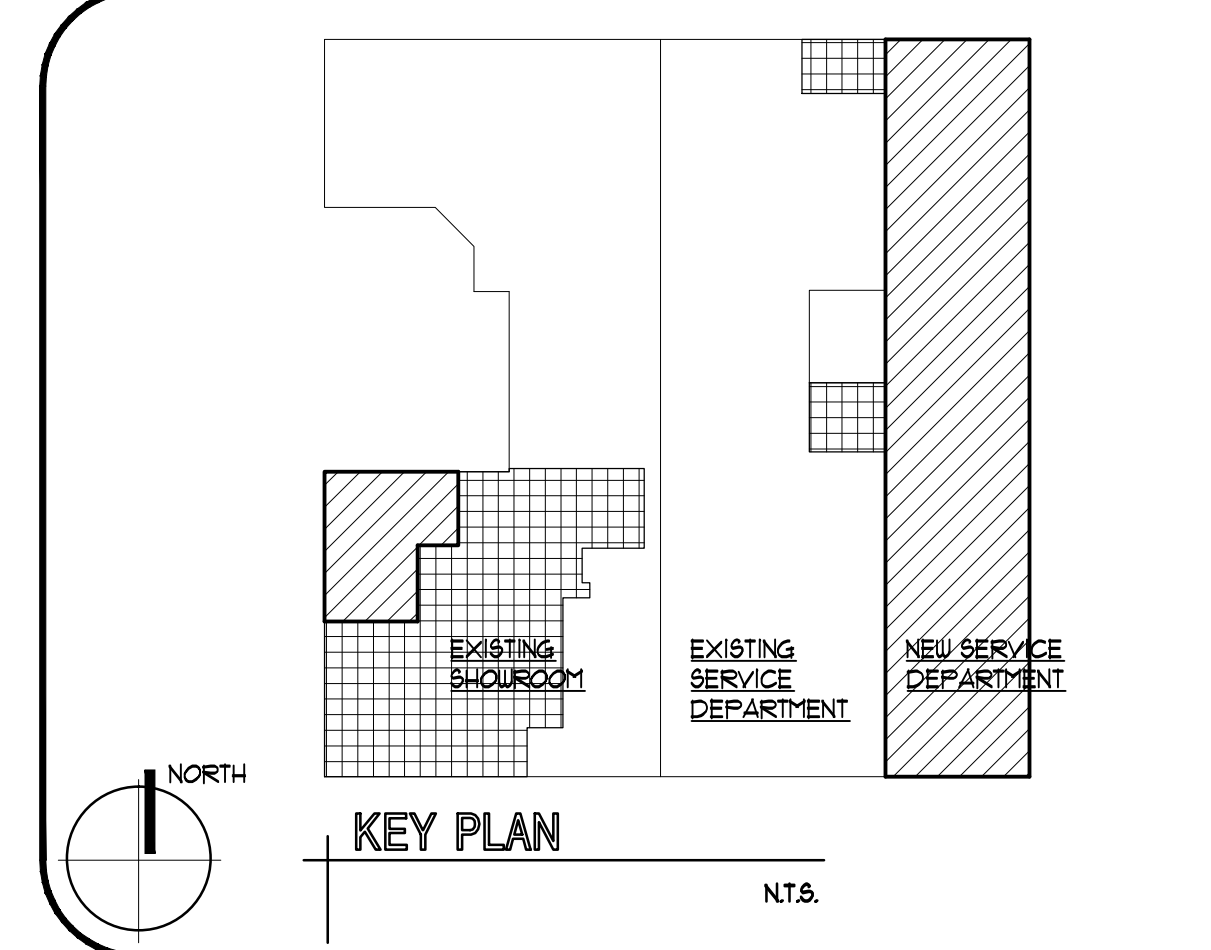 EXISTING
SHOWROOM
EXISTING
SERVICE
DEPARTMENT
NEW SERVICE
DEPARTMENT
NORTH
KEY PLAN
N.T.S.